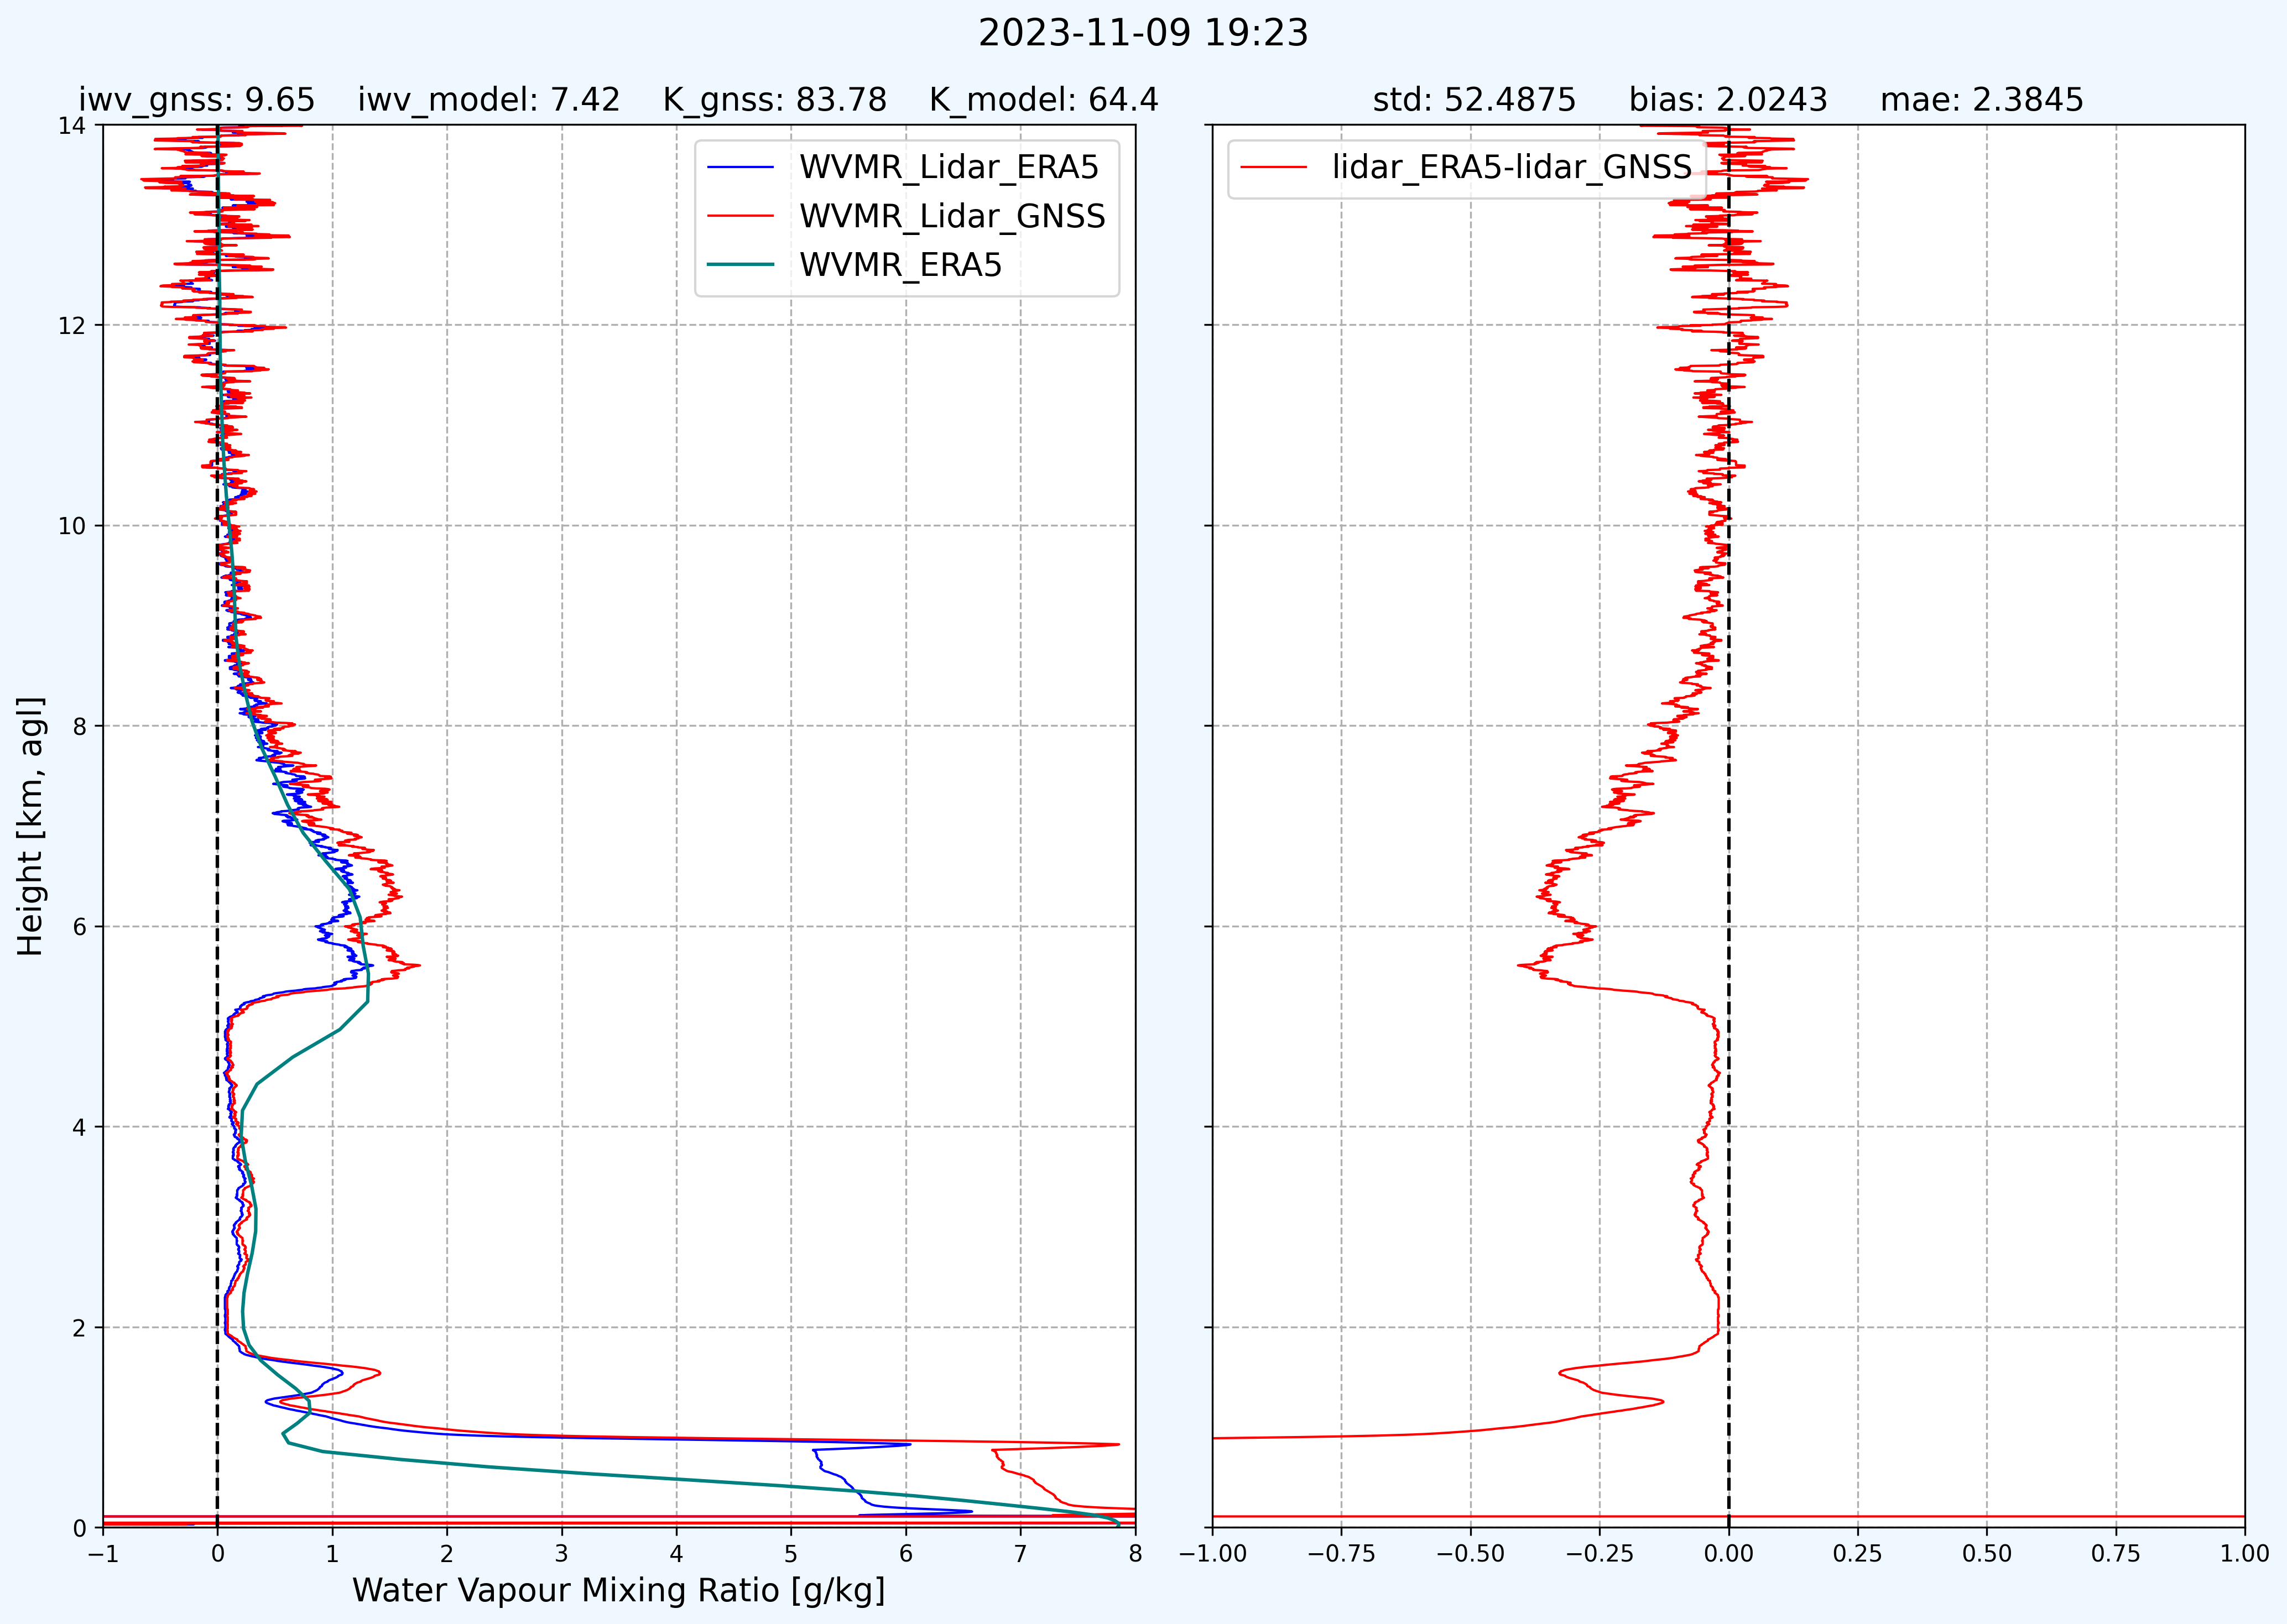 2023-11-09 19:23
iwv_gnss: 9.65 iwv_model: 7.42 K_gnss: 83.78 K_model: 64.4
std: 52.4875 bias: 2.0243 mae: 2.3845
WVMR_Lidar_ERA5
WVMR_Lidar_GNSS
WVMR_ERA5
lidar_ERA5-lidar_GNSS
Height [km, agl]
14
12
10
8
6
4
2
0
−1 0 1 2 3 4 5 6 7 8
−1.00 −0.75 −0.50 −0.25 0.00 0.25 0.50 0.75 1.00
Water Vapour Mixing Ratio [g/kg]